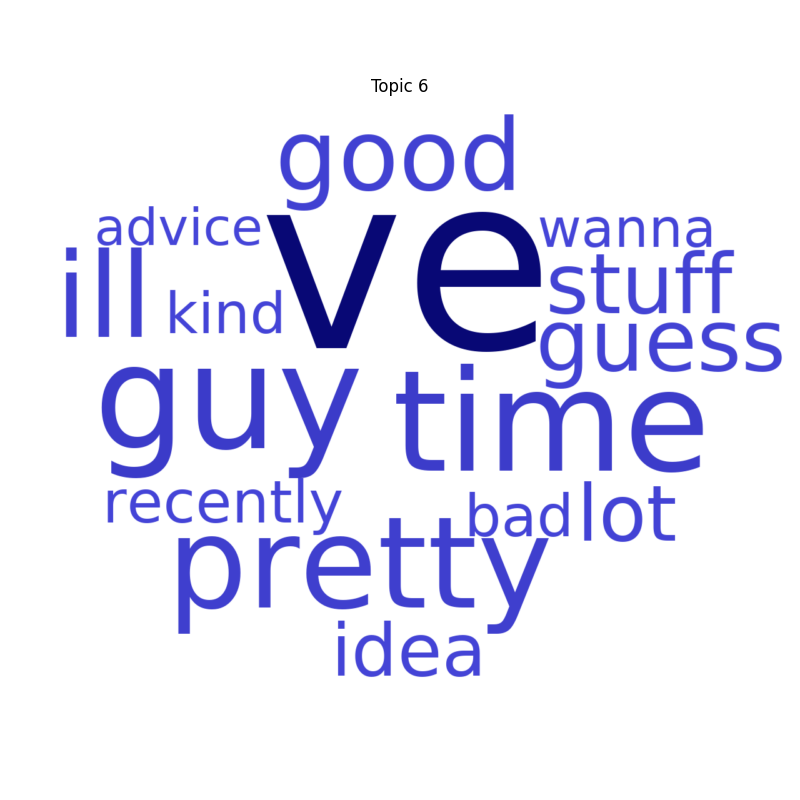 Topic 6
good
ve
advice
wanna
ill
stuff
kind
guess
guy
time
recently
bad
lot
pretty
idea